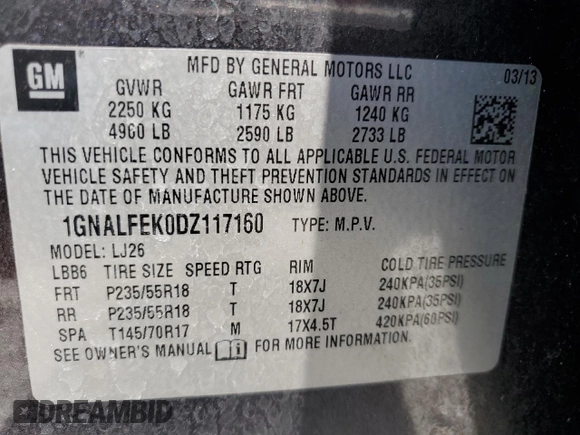 MFD BY GENERAL MOTORS LLC 03/13
GM
GVWR GAWR FRT GAWR RR
2250 KG 1175 KG 1240 KG
4960 LB 2590 LB 2733 LB
THIS VEHICLE CONFORMS TO ALL APPLICABLE U.S. FEDERAL MOTOR
VEHICLE SAFETY AND THEFT PREVENTION STANDARDS IN EFFECT ON
THE DATE OF MANUFACTURE SHOWN ABOVE.
1GNALFEK0DZ117160 TYPE: M.P.V.
MODEL: LJ26
LBB6 TIRE SIZE SPEED RTG RIM COLD TIRE PRESSURE
FRT P235/55R18 T 18X7J 240KPA(35PSI)
RR P235/55R18 T 18X7J 240KPA(35PSI)
SPA T145/70R17 M 17X4.5T 420KPA(60PSI)
SEE OWNER'S MANUAL FOR MORE INFORMATION.
DREAMBID